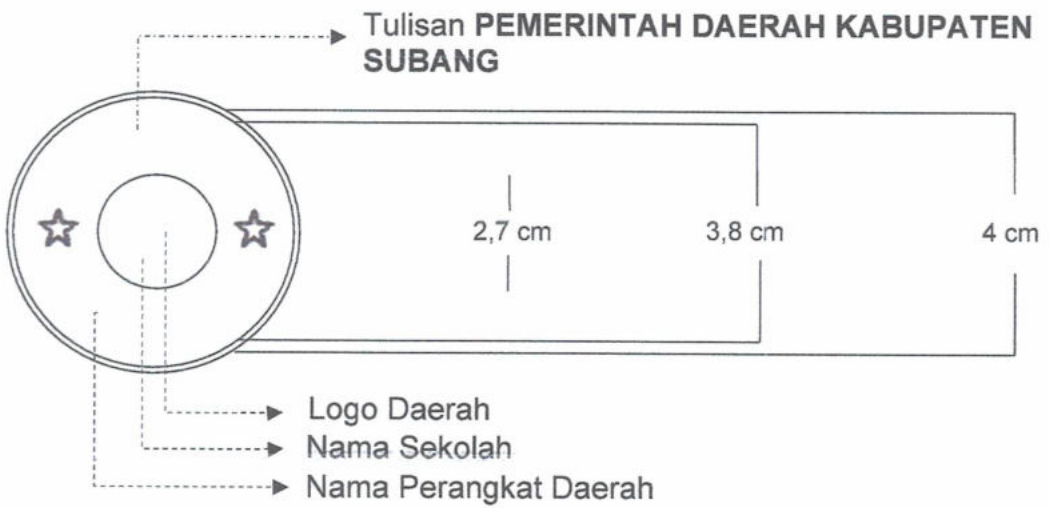 Tulisan PEMERINTAH DAERAH KABUPATEN
SUBANG
2,7 cm
3,8 cm
4 cm
Logo Daerah
Nama Sekolah
Nama Perangkat Daerah